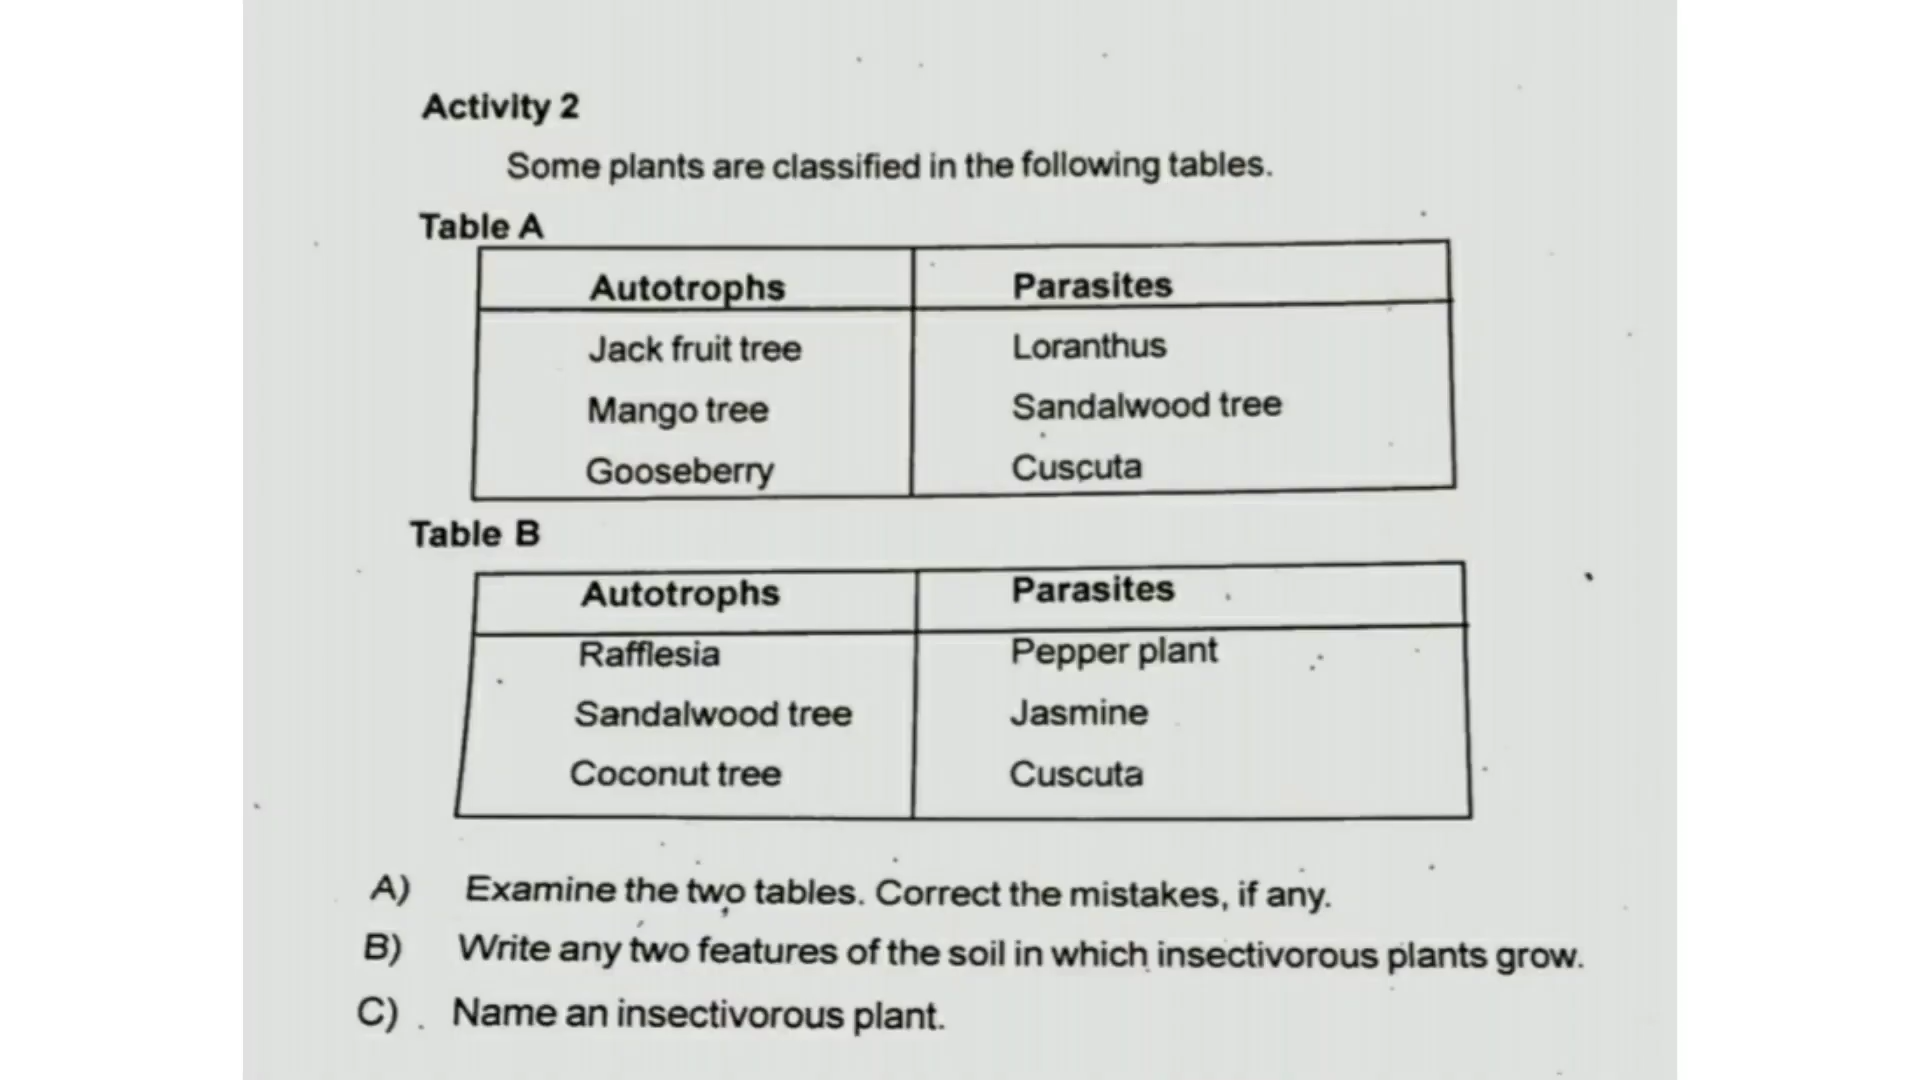 Activity 2
Some plants are classified in the following tables.
Table A
Autotrophs Parasites
Jack fruit tree Loranthus
Mango tree Sandalwood tree
Gooseberry Cuscuta
Table B
Autotrophs Parasites
Rafflesia Pepper plant
Sandalwood tree Jasmine
Coconut tree Cuscuta
A) Examine the two tables. Correct the mistakes, if any.
B) Write any two features of the soil in which insectivorous plants grow.
C) . Name an insectivorous plant.